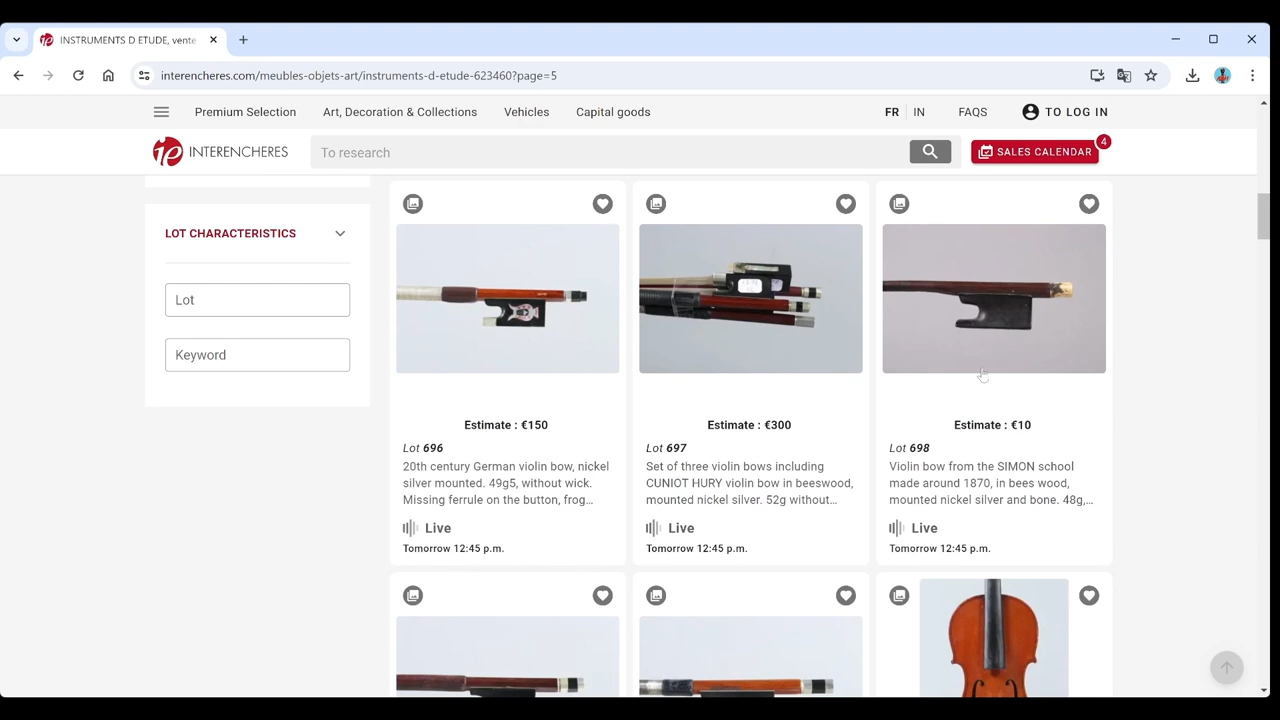 INSTRUMENTS D ETUDE, vente
interencheres.com/meubles-objets-art/instruments-d-etude-623460?page=5
Premium Selection
Art, Decoration & Collections
Vehicles
Capital goods
FR
IN
FAQS
TO LOG IN
INTERENCHERES
To research
SALES CALENDAR
4
LOT CHARACTERISTICS
Lot
Keyword
Estimate : €150
Lot 696
20th century German violin bow, nickel
silver mounted. 49g5, without wick.
Missing ferrule on the button, frog...
Live
Tomorrow 12:45 p.m.
Estimate : €300
Lot 697
Set of three violin bows including
CUNIOT HURY violin bow in beeswood,
mounted nickel silver. 52g without...
Live
Tomorrow 12:45 p.m.
Estimate : €10
Lot 698
Violin bow from the SIMON school
made around 1870, in bees wood,
mounted nickel silver and bone. 48g,...
Live
Tomorrow 12:45 p.m.